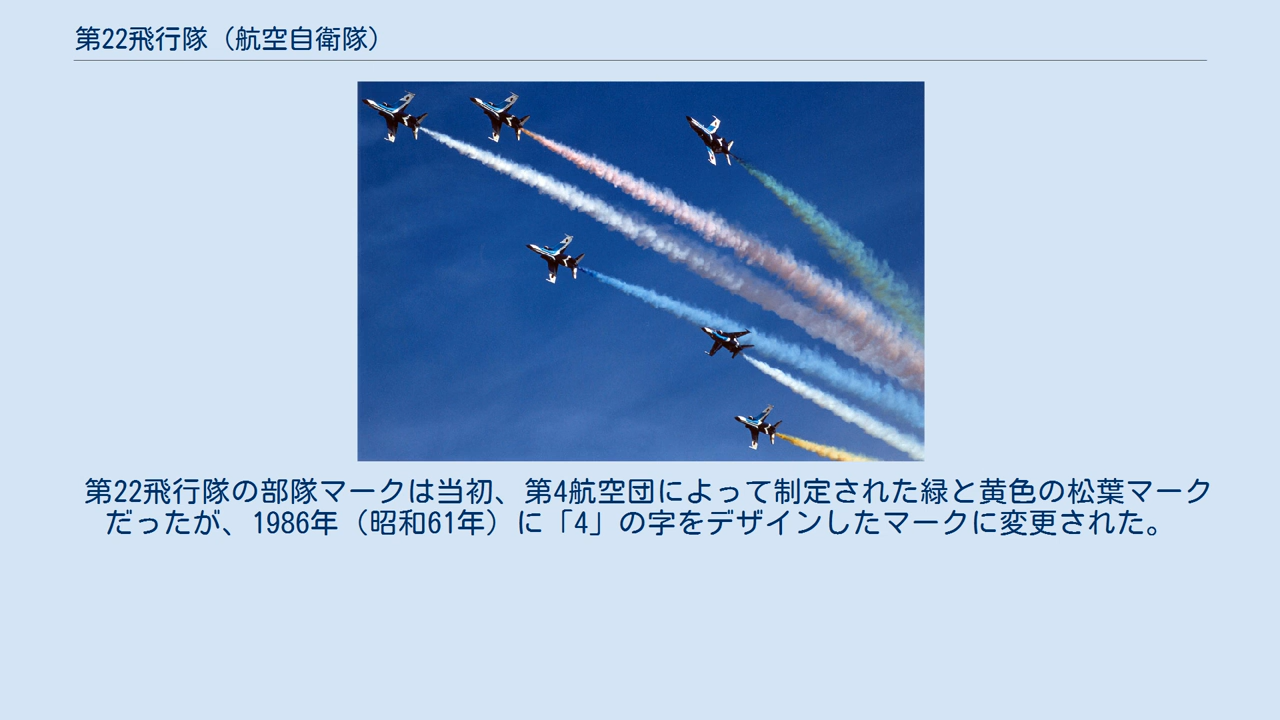 第22飛行隊（航空自衛隊）
第22飛行隊の部隊マークは当初、第4航空団によって制定された緑と黄色の松葉マーク
だったが、1986年（昭和61年）に「4」の字をデザインしたマークに変更された。